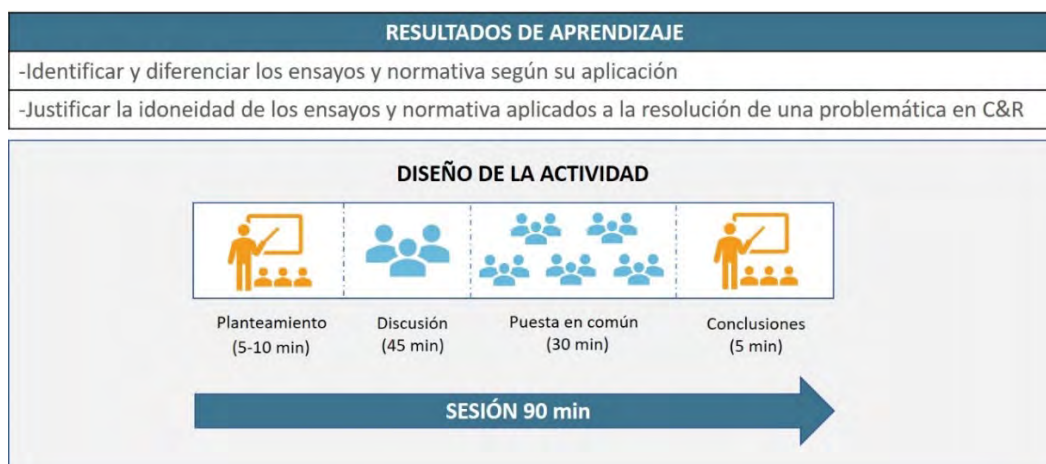 RESULTADOS DE APRENDIZAJE
-Identificar y diferenciar los ensayos y normativa según su aplicación
-Justificar la idoneidad de los ensayos y normativa aplicados a la resolución de una problemática en C&R
DISEÑO DE LA ACTIVIDAD
Planteamiento
(5-10 min)
Discusión
(45 min)
Puesta en común
(30 min)
Conclusiones
(5 min)
SESIÓN 90 min